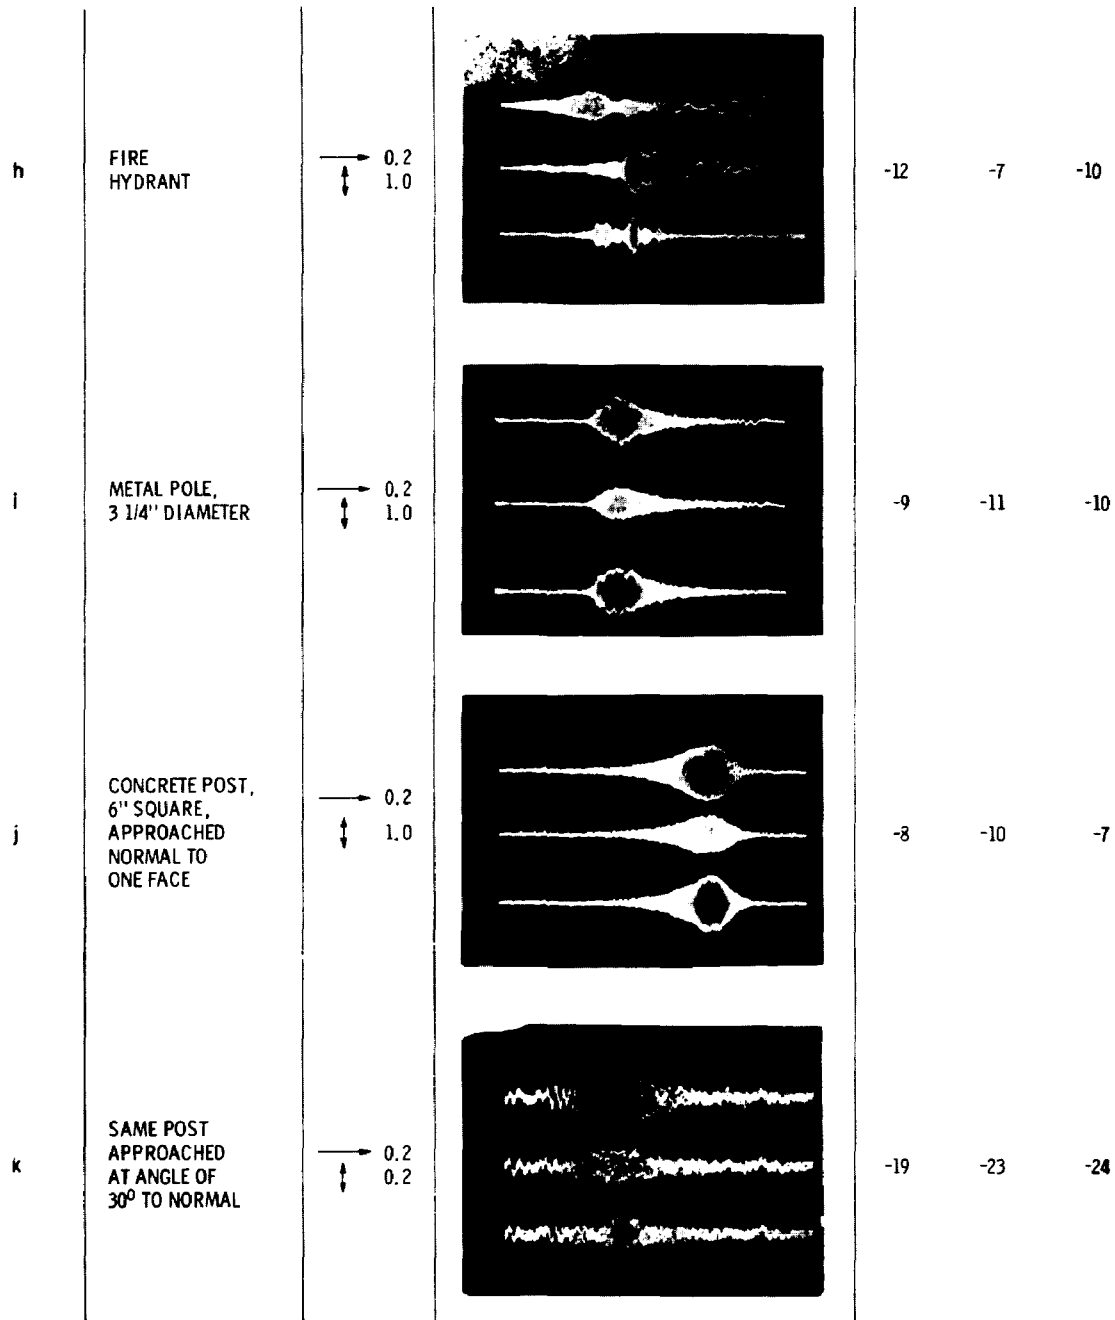 h
FIRE
HYDRANT
0.2
1.0
-12 -7 -10
i
METAL POLE,
3 1/4" DIAMETER
0.2
1.0
-9 -11 -10
j
CONCRETE POST,
6" SQUARE,
APPROACHED
NORMAL TO
ONE FACE
0.2
1.0
-8 -10 -7
k
SAME POST
APPROACHED
AT ANGLE OF
30º TO NORMAL
0.2
0.2
-19 -23 -24